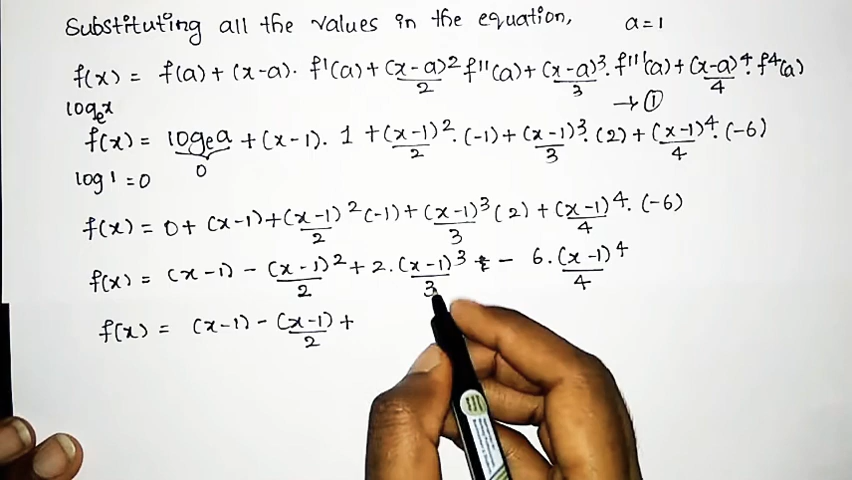 Substituting all the values in the equation, a=1
f(x) = f(a) + (x-a). f'(a) + (x-a)²/2 f''(a) + (x-a)³/3 . f'''(a) + (x-a)⁴/4 . f⁴(a)
logₑx → ①
f(x) = logₑa + (x-1). 1 + (x-1)²/2 . (-1) + (x-1)³/3 . (2) + (x-1)⁴/4 . (-6)
0
log 1 = 0
f(x) = 0 + (x-1) + (x-1)²/2 (-1) + (x-1)³/3 (2) + (x-1)⁴/4 . (-6)
f(x) = (x-1) - (x-1)²/2 + 2. (x-1)³/3 - 6. (x-1)⁴/4
f(x) = (x-1) - (x-1)/2 +